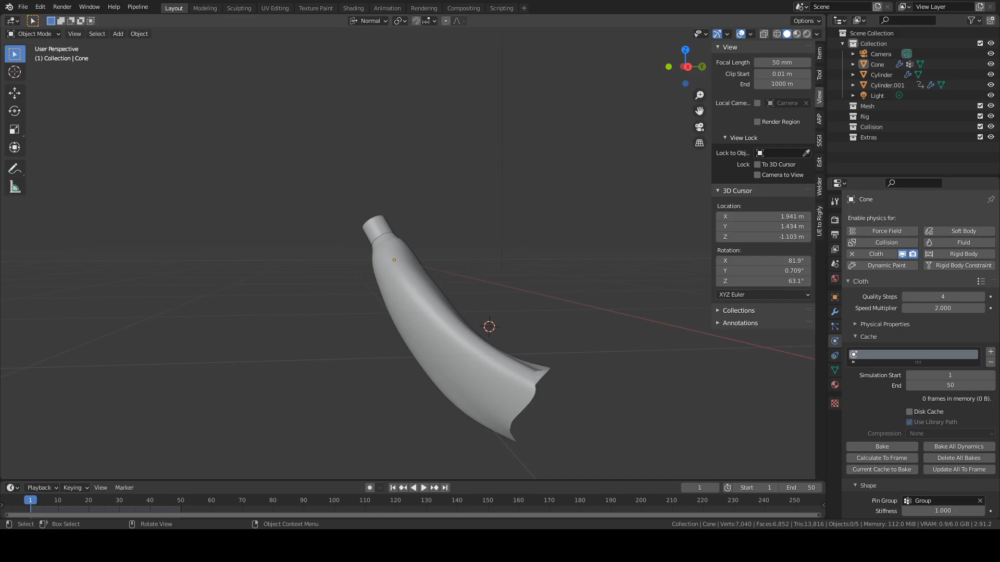 File Edit Render Window Help Pipeline Layout Modeling Sculpting UV Editing Texture Paint Shading Animation Rendering Compositing Scripting + Scene View Layer
Normal Options
Object Mode View Select Add Object
User Perspective
(1) Collection | Cone
Z
X
Y
View
Focal Length 50 mm
Clip Start 0.01 m
End 1000 m
Local Came... Camera
Render Region
View Lock
Lock to Obj...
Lock To 3D Cursor
Camera to View
3D Cursor
Location:
X 1.941 m
Y 1.434 m
Z -1.103 m
Rotation:
X 81.9°
Y 0.709°
Z 63.1°
XYZ Euler
Collections
Annotations
Item
Tool
View
ARP
SSGI
Edit
Welder
UE to Rigify
Scene Collection
Collection
Camera
Cone
Cylinder
Cylinder.001
Light
Mesh
Rig
Collision
Extras
Cone
Enable physics for:
Force Field Soft Body
Collision Fluid
Cloth Rigid Body
Dynamic Paint Rigid Body Constraint
Cloth
Quality Steps 4
Speed Multiplier 2.000
Physical Properties
Cache
Simulation Start 1
End 50
0 frames in memory (0 B).
Disk Cache
Use Library Path
Compression None
Bake Bake All Dynamics
Calculate To Frame Delete All Bakes
Current Cache to Bake Update All To Frame
Shape
Pin Group Group
Stiffness 1.000
Playback Keying View Marker 1 Start 1 End 50
1 10 20 30 40 50 60 70 80 90 100 110 120 130 140 150 160 170 180 190 200 210 220 230 240 250
Select Box Select Rotate View Object Context Menu Collection | Cone | Verts:7,040 | Faces:6,852 | Tris:13,816 | Objects:0/5 | Memory: 112.0 MiB | VRAM: 0.9/6.0 GiB | 2.91.2